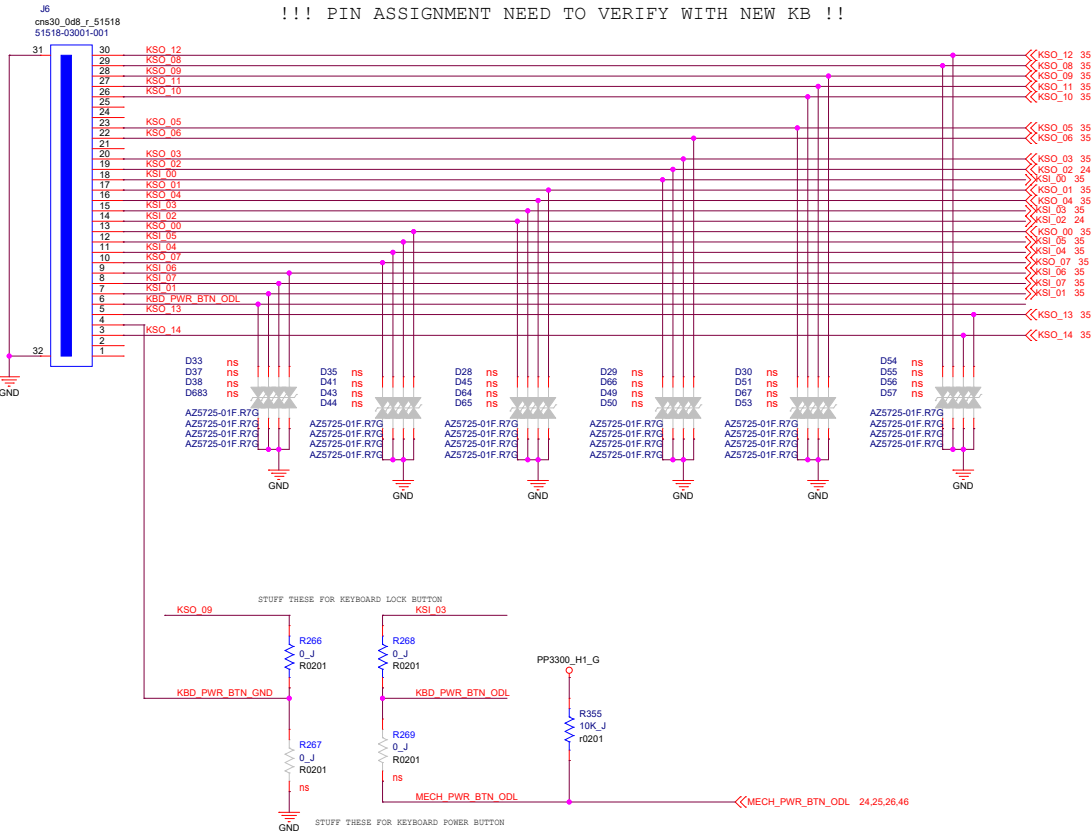 !!! PIN ASSIGNMENT NEED TO VERIFY WITH NEW KB !!
J6
cns30_0d8_r_51518
51518-03001-001
31
30 KSO_12 KSO_12 35
29 KSO_08 KSO_08 35
28 KSO_09 KSO_09 35
27 KSO_11 KSO_11 35
26 KSO_10 KSO_10 35
25
24
23 KSO_05 KSO_05 35
22 KSO_06 KSO_06 35
21
20 KSO_03 KSO_03 35
19 KSO_02 KSO_02 24
18 KSI_00 KSI_00 35
17 KSO_01 KSO_01 35
16 KSO_04 KSO_04 35
15 KSI_03 KSI_03 35
14 KSI_02 KSI_02 24
13 KSO_00 KSO_00 35
12 KSI_05 KSI_05 35
11 KSI_04 KSI_04 35
10 KSO_07 KSO_07 35
9 KSI_06 KSI_06 35
8 KSI_07 KSI_07 35
7 KSI_01 KSI_01 35
6 KBD_PWR_BTN_ODL
5 KSO_13 KSO_13 35
4
3 KSO_14 KSO_14 35
2
1
32
GND
D33 ns
D37 ns
D38 ns
D683 ns
AZ5725-01F.R7G
AZ5725-01F.R7G
AZ5725-01F.R7G
AZ5725-01F.R7G
GND
D35 ns
D41 ns
D43 ns
D44 ns
AZ5725-01F.R7G
AZ5725-01F.R7G
AZ5725-01F.R7G
AZ5725-01F.R7G
GND
D28 ns
D45 ns
D64 ns
D65 ns
AZ5725-01F.R7G
AZ5725-01F.R7G
AZ5725-01F.R7G
AZ5725-01F.R7G
GND
D29 ns
D66 ns
D49 ns
D50 ns
AZ5725-01F.R7G
AZ5725-01F.R7G
AZ5725-01F.R7G
AZ5725-01F.R7G
GND
D30 ns
D51 ns
D67 ns
D53 ns
AZ5725-01F.R7G
AZ5725-01F.R7G
AZ5725-01F.R7G
AZ5725-01F.R7G
GND
D54 ns
D55 ns
D56 ns
D57 ns
AZ5725-01F.R7G
AZ5725-01F.R7G
AZ5725-01F.R7G
AZ5725-01F.R7G
GND
STUFF THESE FOR KEYBOARD LOCK BUTTON
KSO_09
KSI_03
R266
0_J
R0201
R268
0_J
R0201
PP3300_H1_G
KBD_PWR_BTN_GND
KBD_PWR_BTN_ODL
R355
10K_J
r0201
R267
0_J
R0201
ns
R269
0_J
R0201
ns
MECH_PWR_BTN_ODL
MECH_PWR_BTN_ODL 24,25,26,46
GND
STUFF THESE FOR KEYBOARD POWER BUTTON